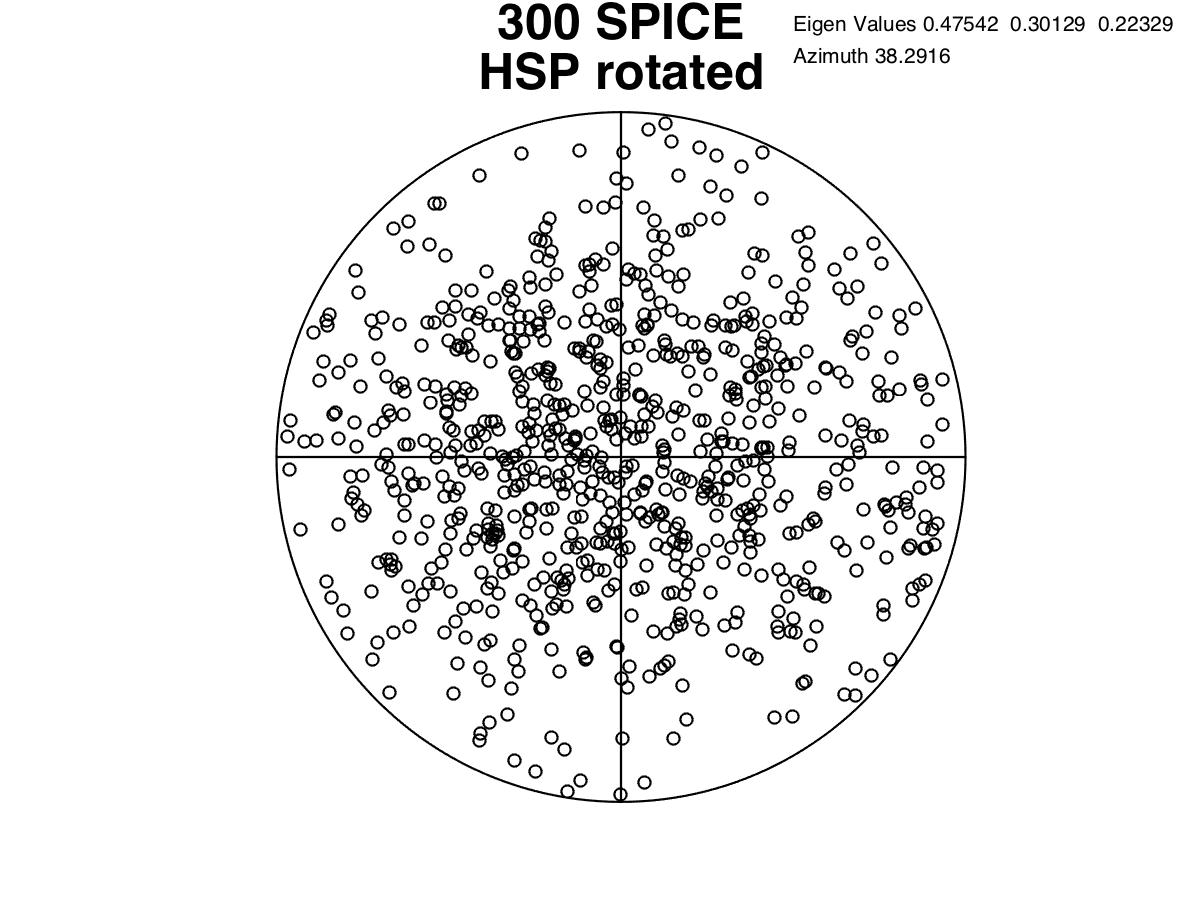 300 SPICE
HSP rotated
Eigen Values 0.47542 0.30129 0.22329
Azimuth 38.2916